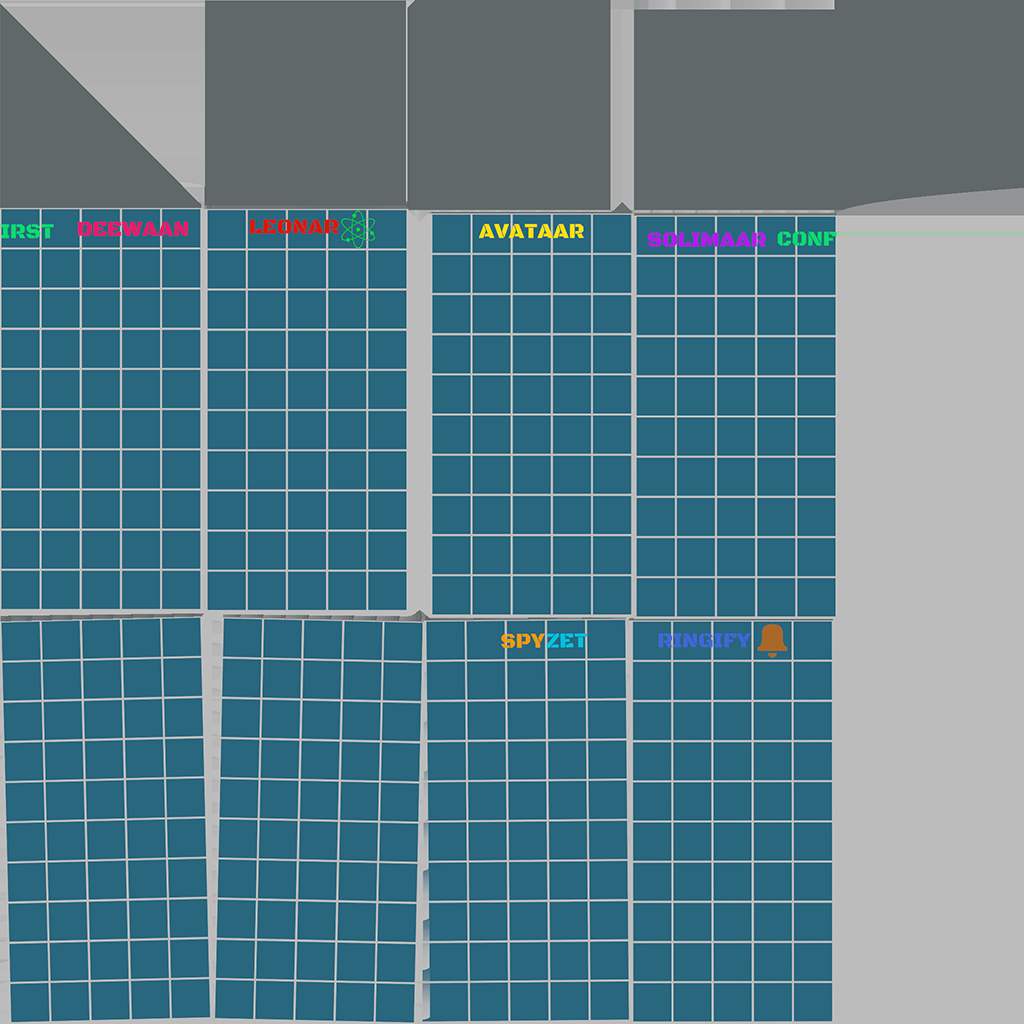 IRST DEEWAAN
LEONAR
AVATAAR
SOLIMAAR CONF
SPYZET
RINGIFY